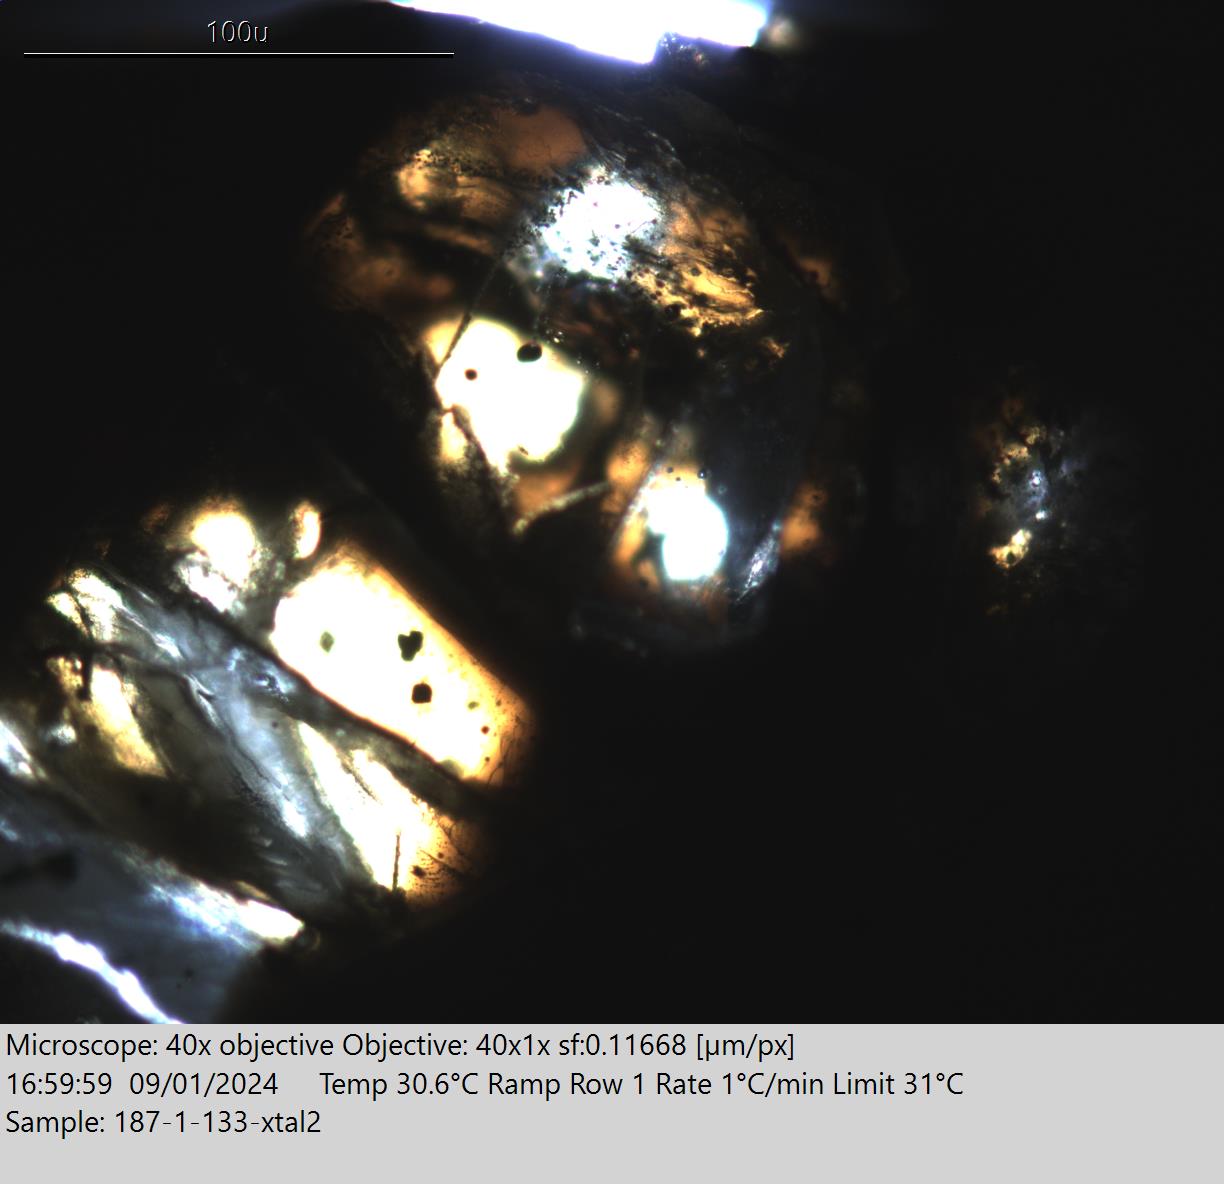 100u
Microscope: 40x objective Objective: 40x1x sf:0.11668 [µm/px]
16:59:59 09/01/2024 Temp 30.6°C Ramp Row 1 Rate 1°C/min Limit 31°C
Sample: 187-1-133-xtal2